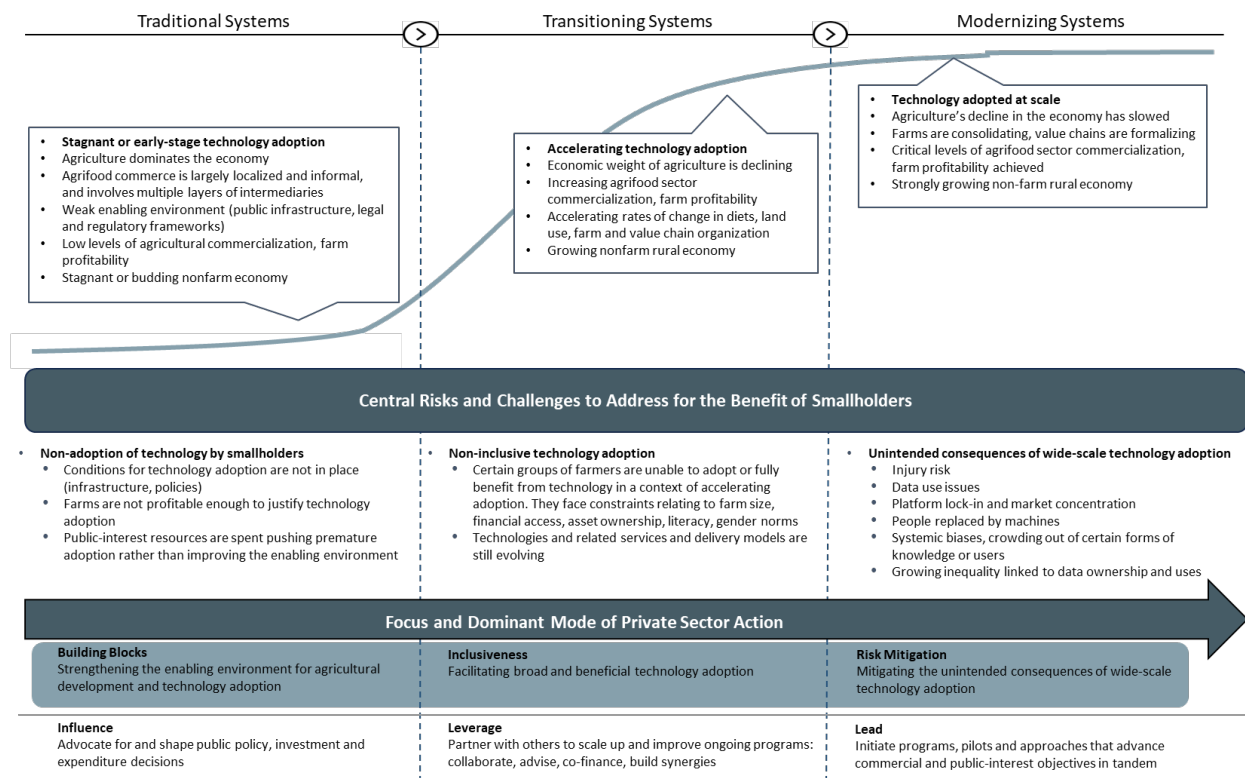 Traditional Systems
Transitioning Systems
Modernizing Systems
> >
• Stagnant or early-stage technology adoption
• Agriculture dominates the economy
• Agrifood commerce is largely localized and informal,
and involves multiple layers of intermediaries
• Weak enabling environment (public infrastructure, legal
and regulatory frameworks)
• Low levels of agricultural commercialization, farm
profitability
• Stagnant or budding nonfarm economy
• Accelerating technology adoption
• Economic weight of agriculture is declining
• Increasing agrifood sector
commercialization, farm profitability
• Accelerating rates of change in diets, land
use, farm and value chain organization
• Growing nonfarm rural economy
• Technology adopted at scale
• Agriculture's decline in the economy has slowed
• Farms are consolidating, value chains are formalizing
• Critical levels of agrifood sector commercialization,
farm profitability achieved
• Strongly growing non-farm rural economy
Central Risks and Challenges to Address for the Benefit of Smallholders
• Non-adoption of technology by smallholders
• Conditions for technology adoption are not in place
(infrastructure, policies)
• Farms are not profitable enough to justify technology
adoption
• Public-interest resources are spent pushing premature
adoption rather than improving the enabling environment
• Non-inclusive technology adoption
• Certain groups of farmers are unable to adopt or fully
benefit from technology in a context of accelerating
adoption. They face constraints relating to farm size,
financial access, asset ownership, literacy, gender norms
• Technologies and related services and delivery models are
still evolving
• Unintended consequences of wide-scale technology adoption
• Injury risk
• Data use issues
• Platform lock-in and market concentration
• People replaced by machines
• Systemic biases, crowding out of certain forms of
knowledge or users
• Growing inequality linked to data ownership and uses
Focus and Dominant Mode of Private Sector Action
Building Blocks
Strengthening the enabling environment for agricultural
development and technology adoption
Inclusiveness
Facilitating broad and beneficial technology adoption
Risk Mitigation
Mitigating the unintended consequences of wide-scale
technology adoption
Influence
Advocate for and shape public policy, investment and
expenditure decisions
Leverage
Partner with others to scale up and improve ongoing programs:
collaborate, advise, co-finance, build synergies
Lead
Initiate programs, pilots and approaches that advance
commercial and public-interest objectives in tandem